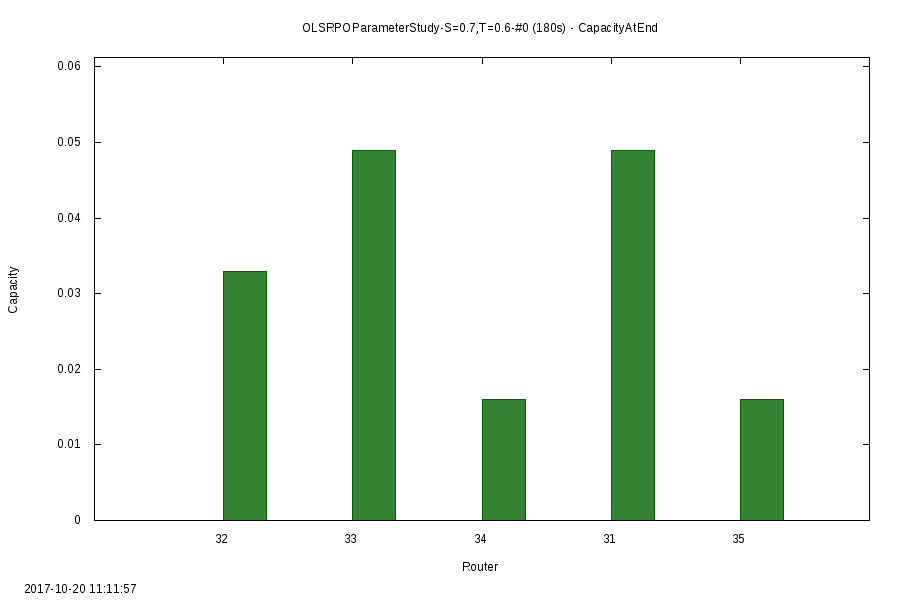 OLSRPOParameterStudy-S=0.7,T=0.6-#0 (180s) - CapacityAtEnd
0.06
0.05
0.04
0.03
0.02
0.01
0
Capacity
32 33 34 31 35
Router
2017-10-20 11:11:57